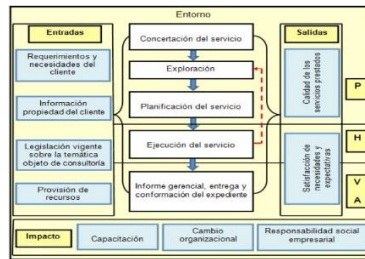 Entorno
Entradas
Requerimientos y
necesidades del
cliente
Información
propiedad del cliente
Legislación vigente
sobre la temática
objeto de
consultoría
Provisión de
recursos
Concertación del servicio
Exploración
Planificación del servicio
Ejecución del servicio
Informe gerencial, entrega y
conformación del expediente
Salidas
Calidad de los
servicios prestados
Satisfacción de
necesidades y
expectativas
P
H
V
A
Impacto
Capacitación
Cambio
organizacional
Responsabilidad social
empresarial